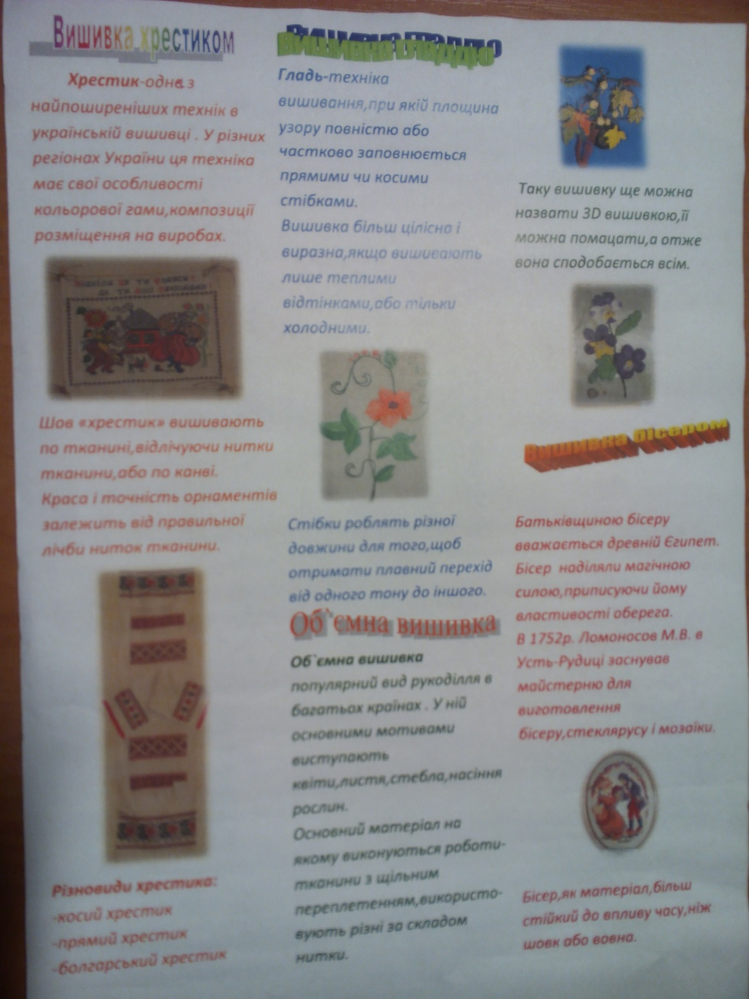 Вишивка хрестиком
Хрестик-одна з
найпоширеніших технік в
українській вишивці . У різних
регіонах України ця техніка
має свої особливості
кольорової гами,композиції
розміщення на виробах.
Шов «хрестик» вишивають
по тканині,відлічуючи нитки
тканини,або по канві.
Краса і точність орнаментів
залежить від правильної
лічби ниток тканини.
Різновиди хрестика:
-косий хрестик
-прямий хрестик
-болгарський хрестик
Вишивка гладдю
Гладь-техніка
вишивання,при якій площина
узору повністю або
частково заповнюється
прямими чи косими
стібками.
Вишивка більш цілісна і
виразна,якщо вишивають
лише теплими
відтінками,або тільки
холодними.
Стібки роблять різної
довжини для того,щоб
отримати плавний перехід
від одного тону до іншого.
Об`ємна вишивка
Об`ємна вишивка
популярний вид рукоділля в
багатьох країнах . У ній
основними мотивами
виступають
квіти,листя,стебла,насіння
рослин.
Основний матеріал на
якому виконуються роботи-
тканини з щільним
переплетенням,використо-
вують різні за складом
нитки.
Таку вишивку ще можна
назвати 3D вишивкою,її
можна помацати,а отже
вона сподобається всім.
Вишивка бісером
Батьківщиною бісеру
вважається древній Єгипет.
Бісер наділяли магічною
силою,приписуючи йому
властивості оберега.
В 1752р. Ломоносов М.В. в
Усть-Рудиці заснував
майстерню для
виготовлення
бісеру,стеклярусу і мозаїки.
Бісер,як матеріал,більш
стійкий до впливу часу,ніж
шовк або вовна.